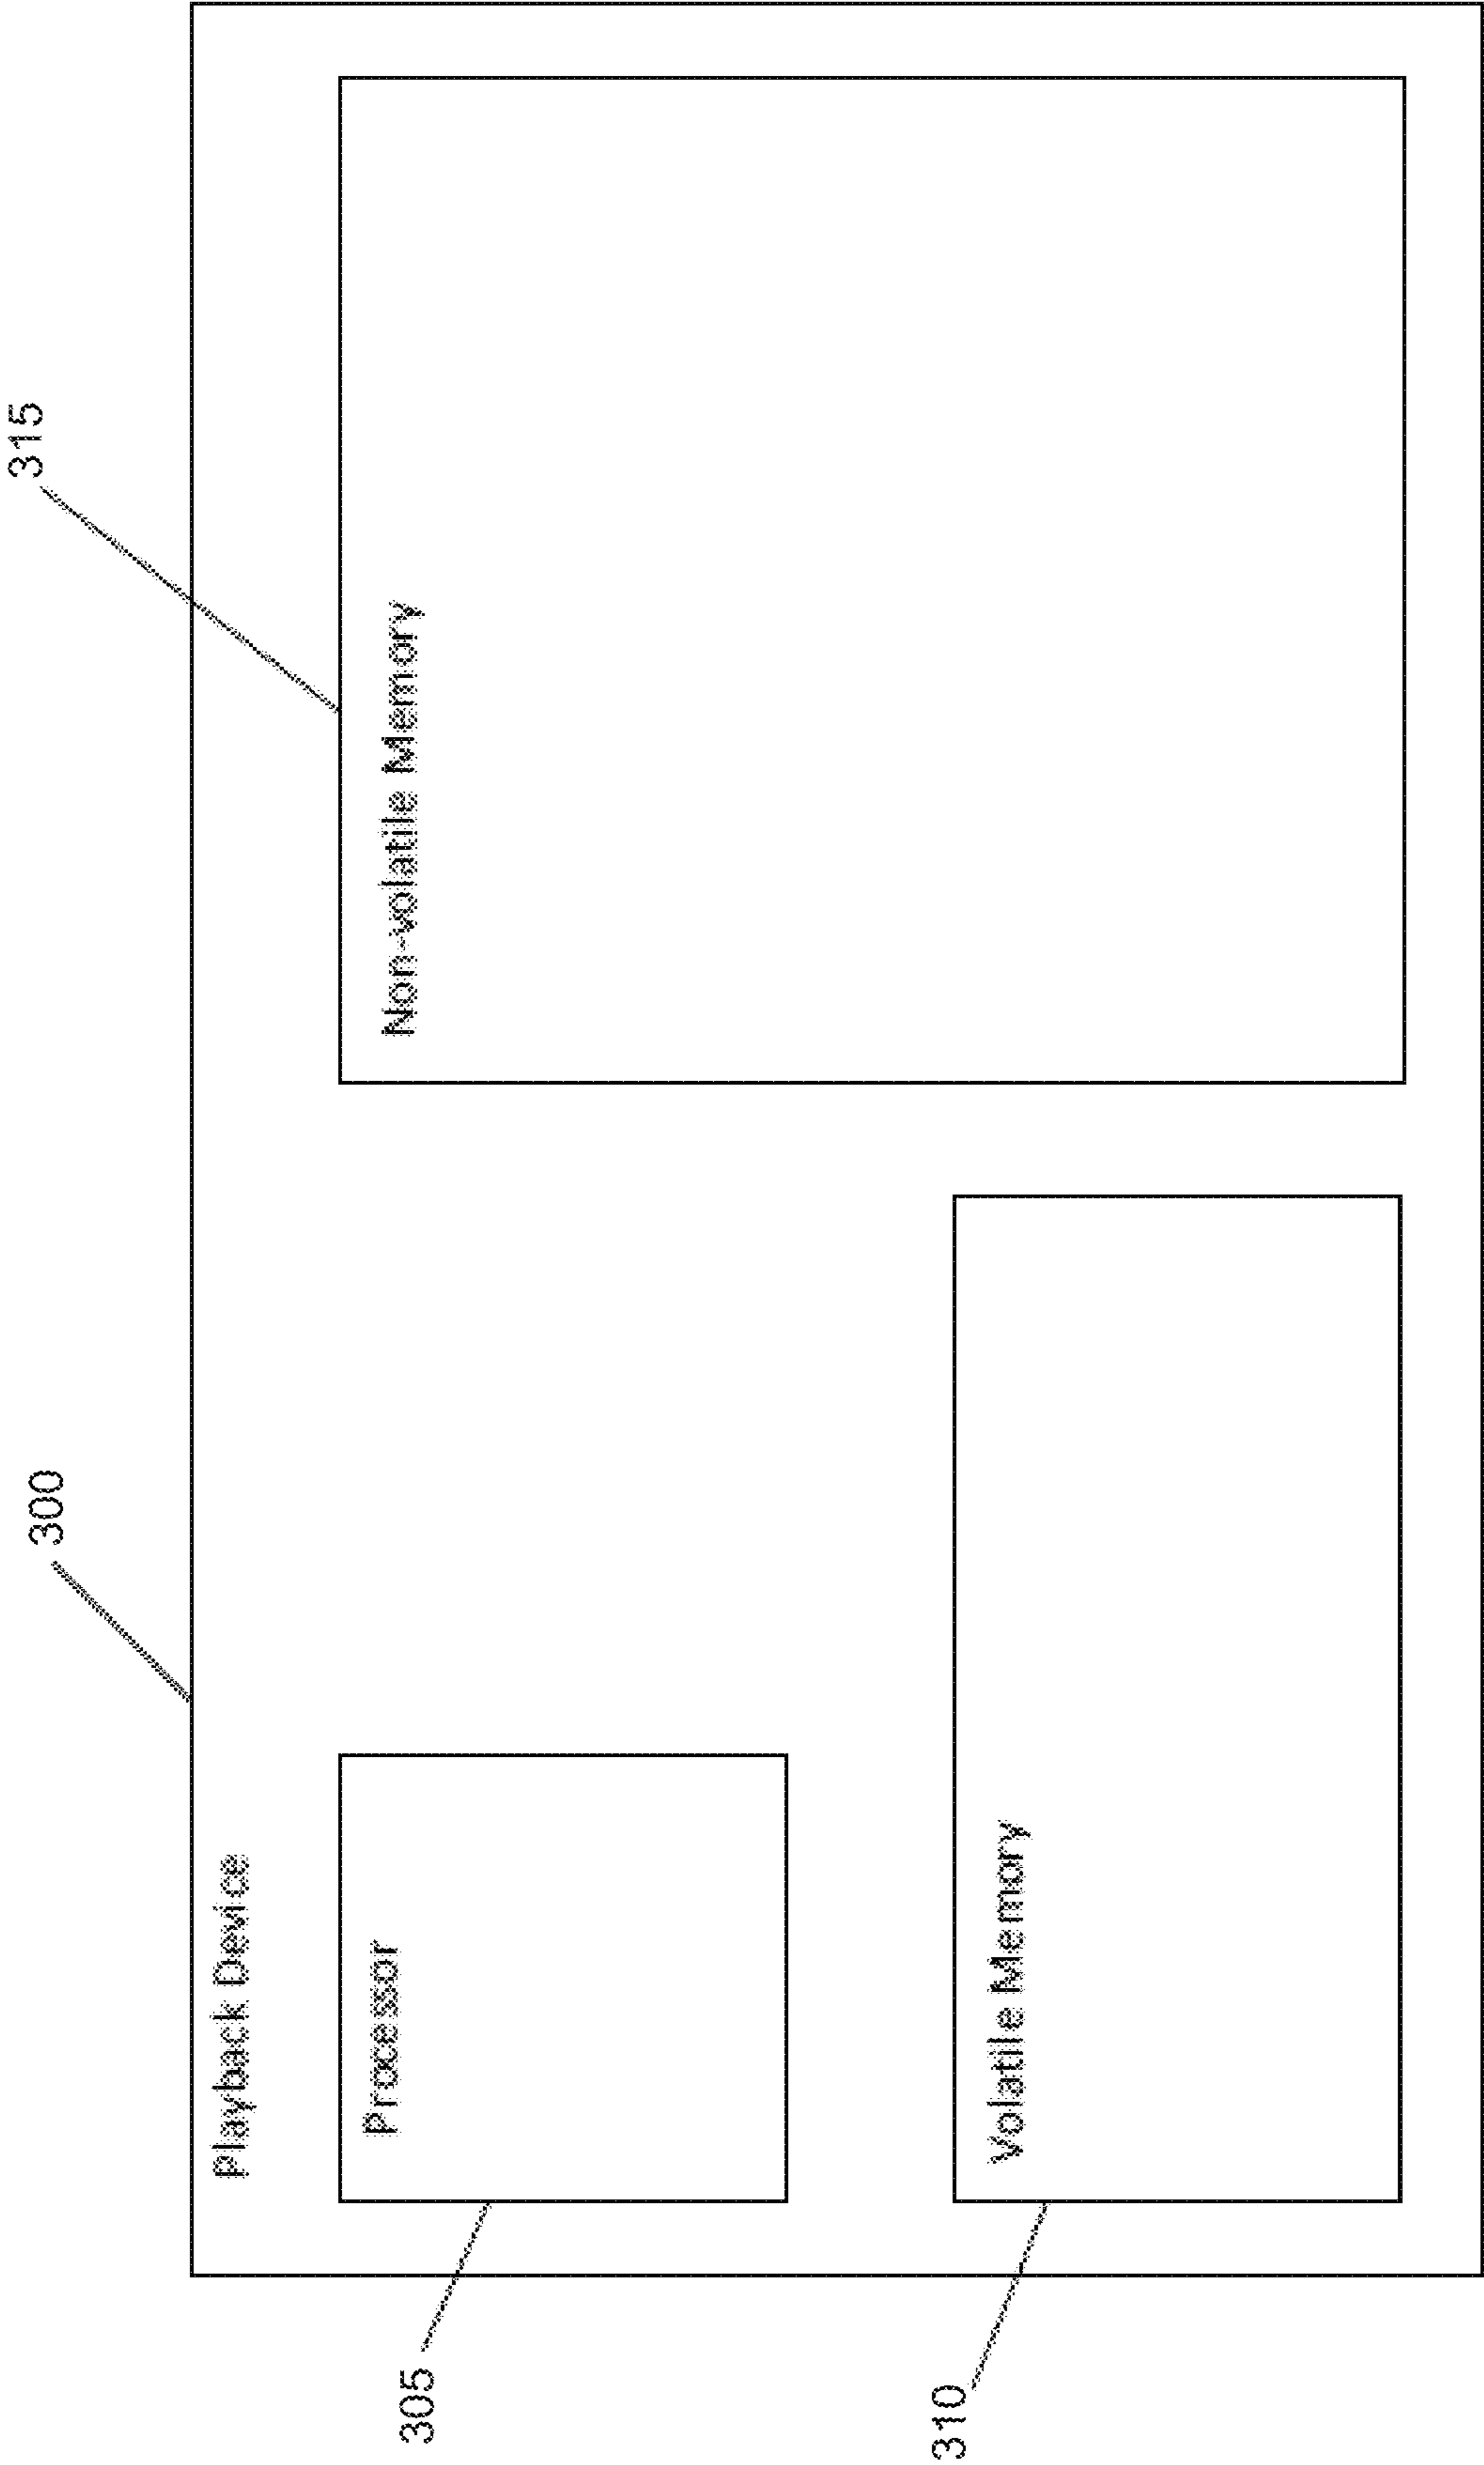 300
315
Playback Device
305
Processor
Non-volatile Memory
310
Volatile Memory